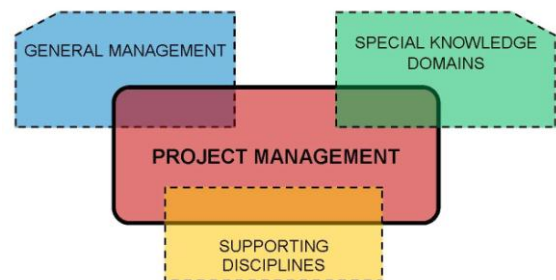 GENERAL MANAGEMENT
SPECIAL KNOWLEDGE
DOMAINS
PROJECT MANAGEMENT
SUPPORTING
DISCIPLINES